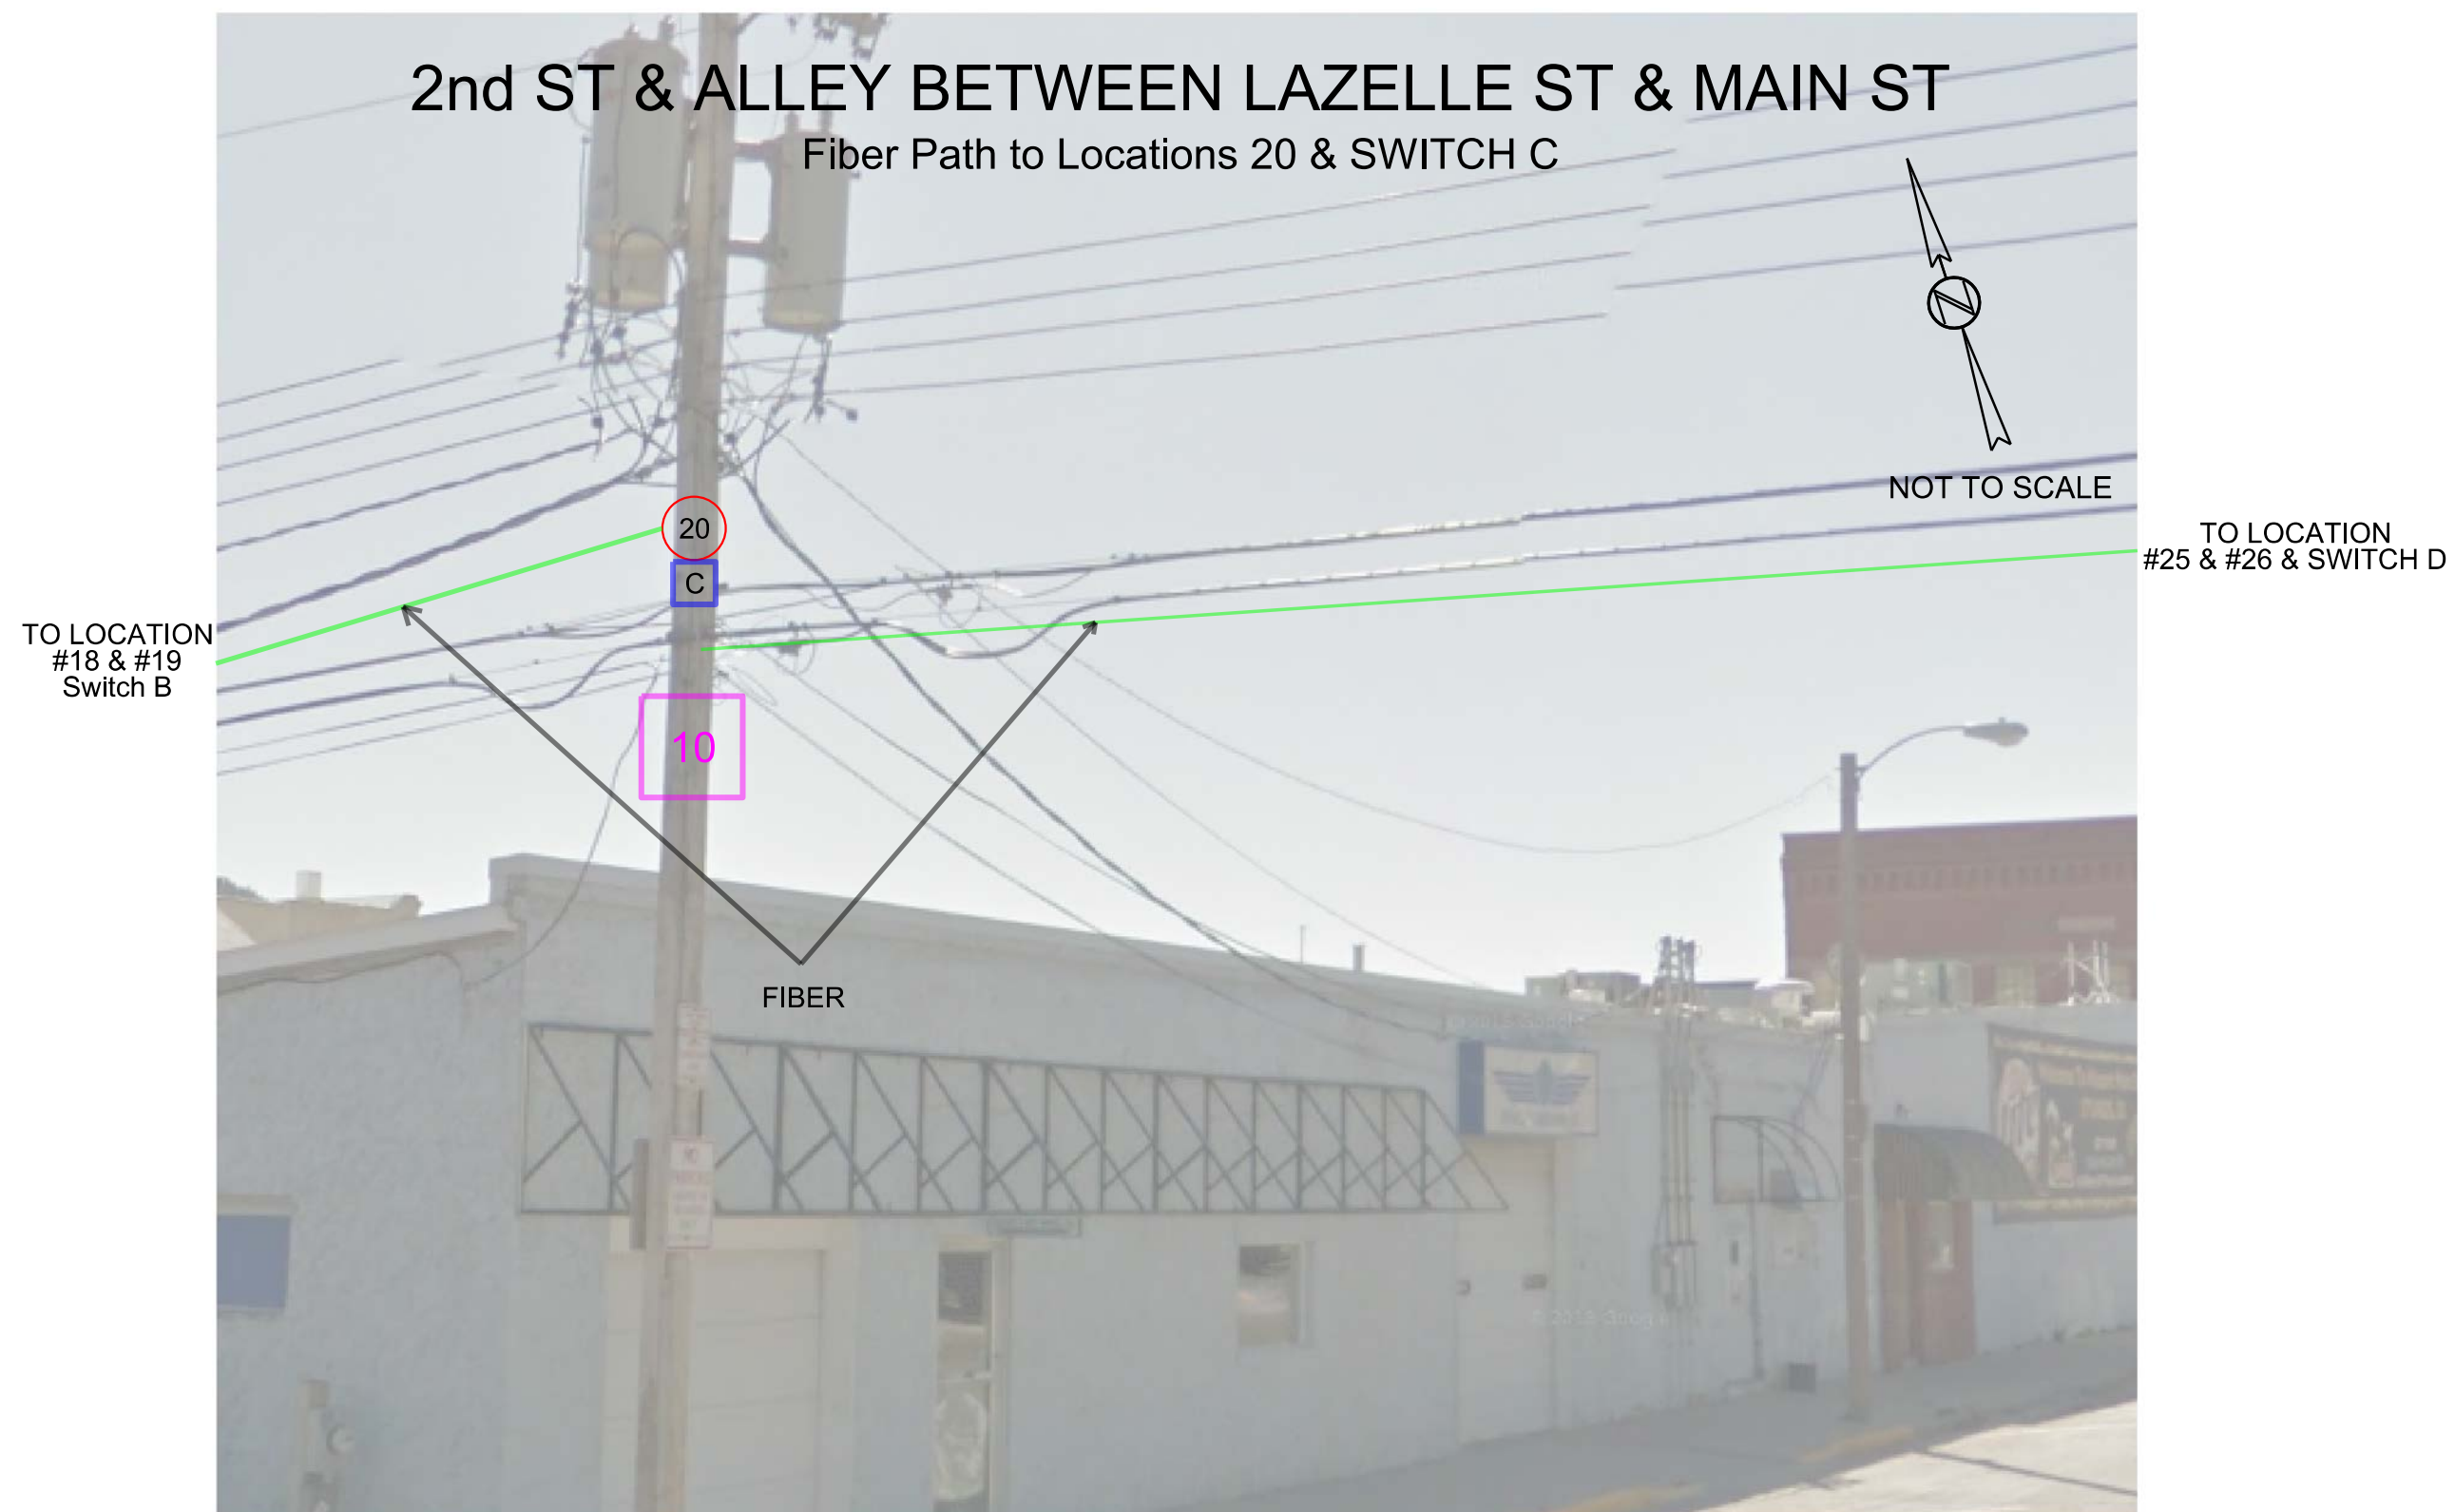 2nd ST & ALLEY BETWEEN LAZELLE ST & MAIN ST
Fiber Path to Locations 20 & SWITCH C
N
NOT TO SCALE
20
C
TO LOCATION
#25 & #26 & SWITCH D
TO LOCATION
#18 & #19
Switch B
10
FIBER